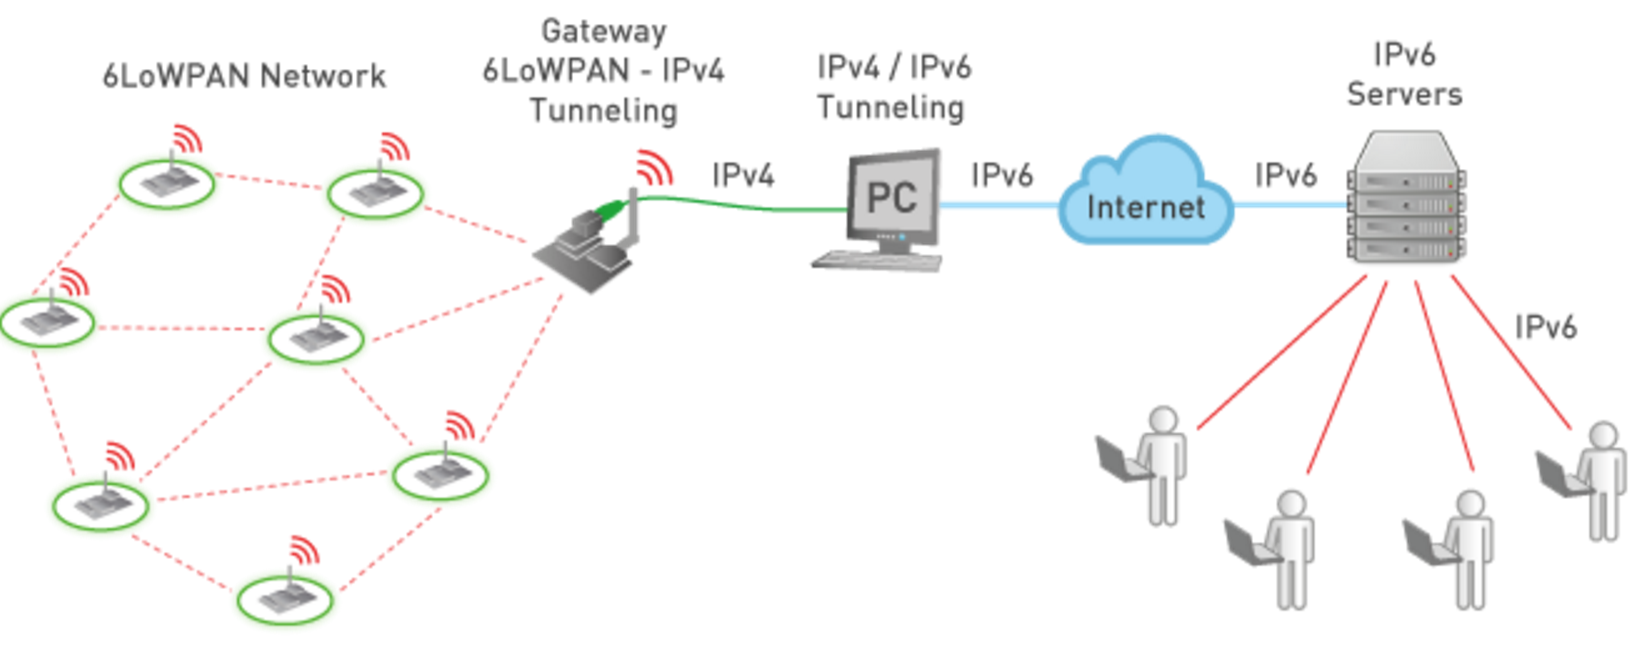 6LoWPAN Network
Gateway
6LoWPAN - IPv4
Tunneling
IPv4
IPv4 / IPv6
Tunneling
PC
IPv6
Internet
IPv6
IPv6
Servers
IPv6